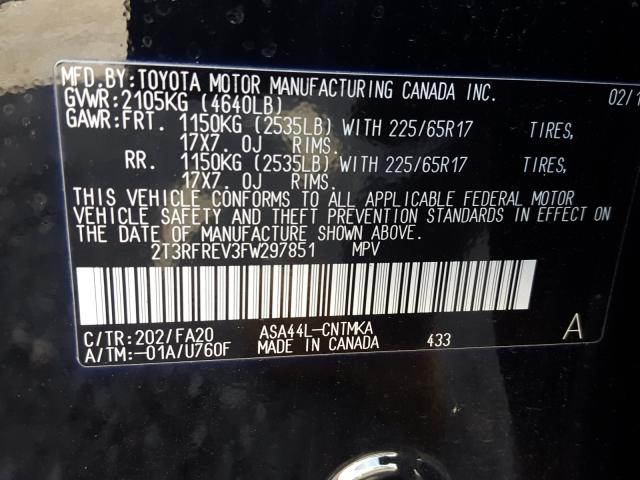 MFD.BY:TOYOTA MOTOR MANUFACTURING CANADA INC. 02/1
GVWR:2105KG (4640LB)
GAWR:FRT. 1150KG (2535LB) WITH 225/65R17 TIRES,
17X7.0J RIMS.
RR. 1150KG (2535LB) WITH 225/65R17 TIRES,
17X7.0J RIMS.
THIS VEHICLE CONFORMS TO ALL APPLICABLE FEDERAL MOTOR
VEHICLE SAFETY AND THEFT PREVENTION STANDARDS IN EFFECT ON
THE DATE OF MANUFACTURE SHOWN ABOVE.
2T3RFREV3FW297851 MPV
C/TR:202/FA20 ASA44L-CNTMKA A
A/TM:-01A/U760F MADE IN CANADA 433